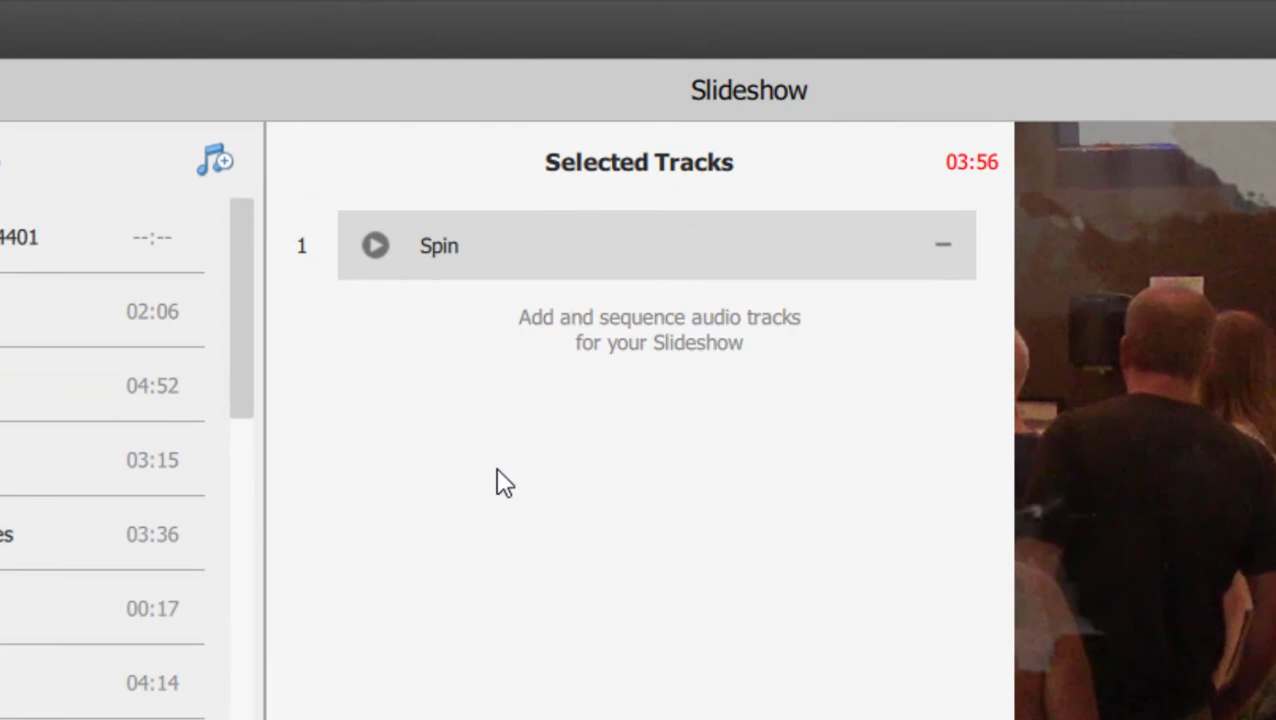 Slideshow
4401 --:--
02:06
04:52
03:15
es 03:36
00:17
04:14
Selected Tracks 03:56
1 Spin
Add and sequence audio tracks
for your Slideshow